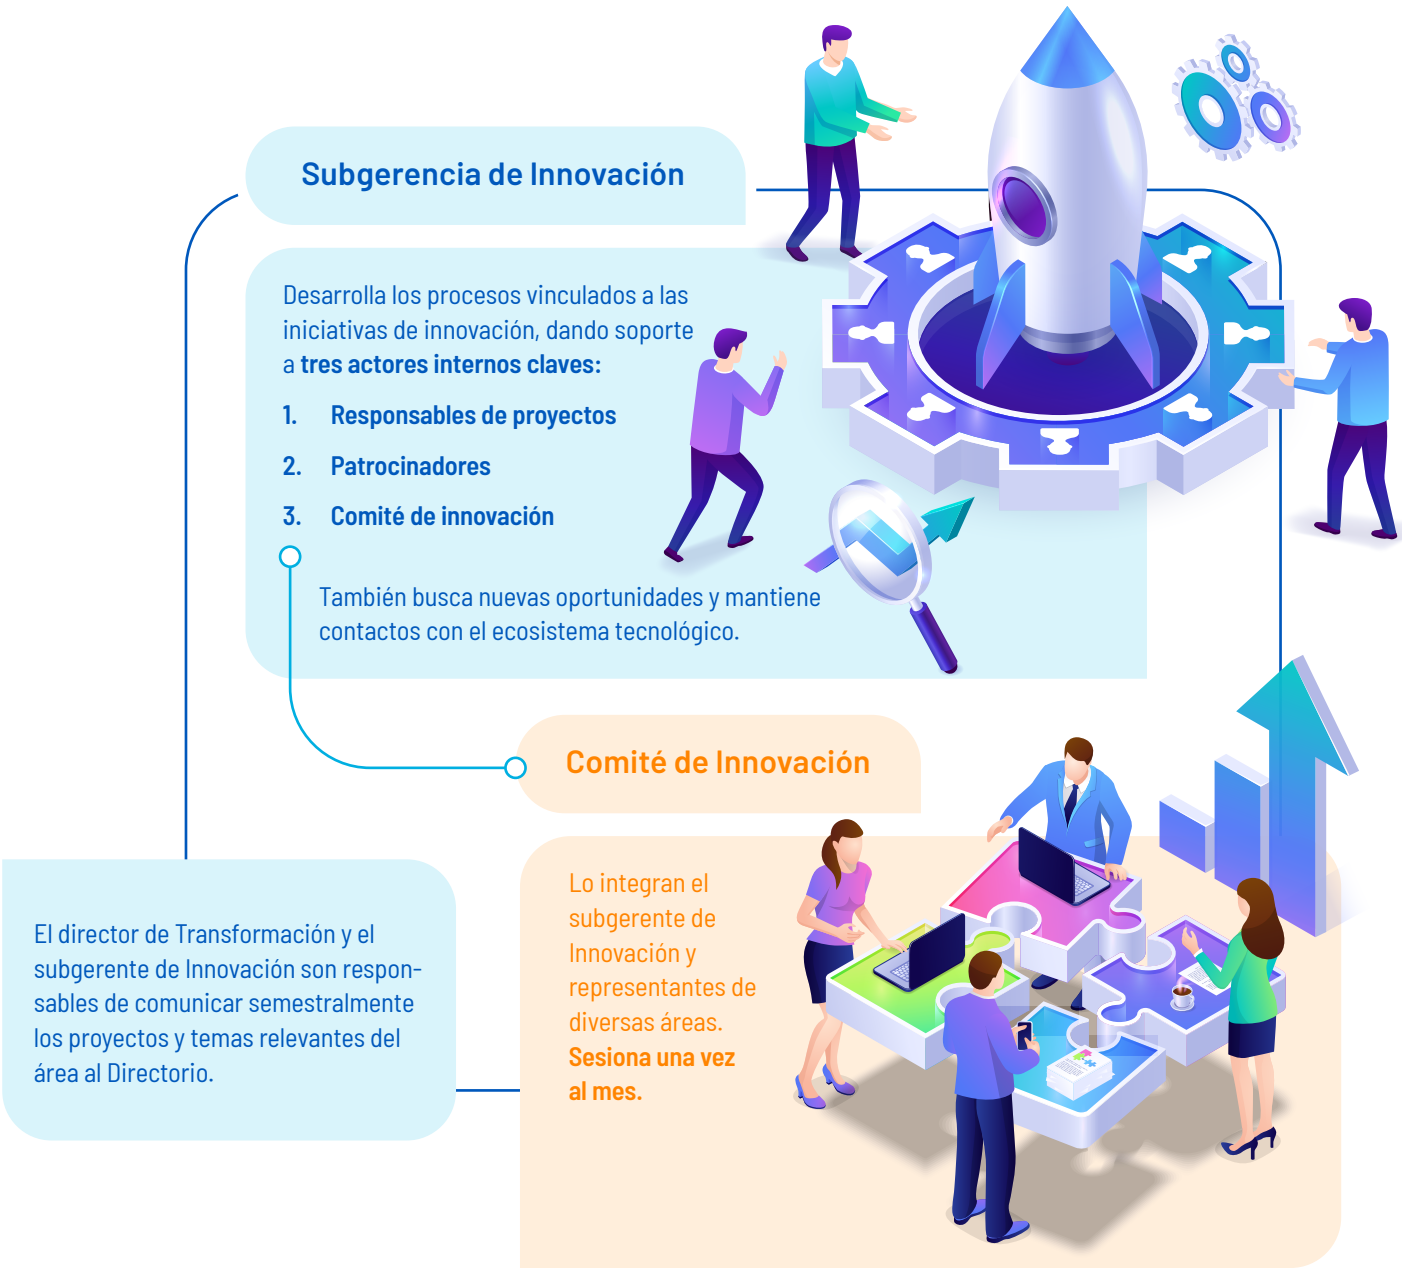 Subgerencia de Innovación
Desarrolla los procesos vinculados a las
iniciativas de innovación, dando soporte
a tres actores internos claves:
1. Responsables de proyectos
2. Patrocinadores
3. Comité de innovación
También busca nuevas oportunidades y mantiene
contactos con el ecosistema tecnológico.
Comité de Innovación
Lo integran el
subgerente de
Innovación y
representantes de
diversas áreas.
Sesiona una vez
al mes.
El director de Transformación y el
subgerente de Innovación son respon-
sables de comunicar semestralmente
los proyectos y temas relevantes del
área al Directorio.